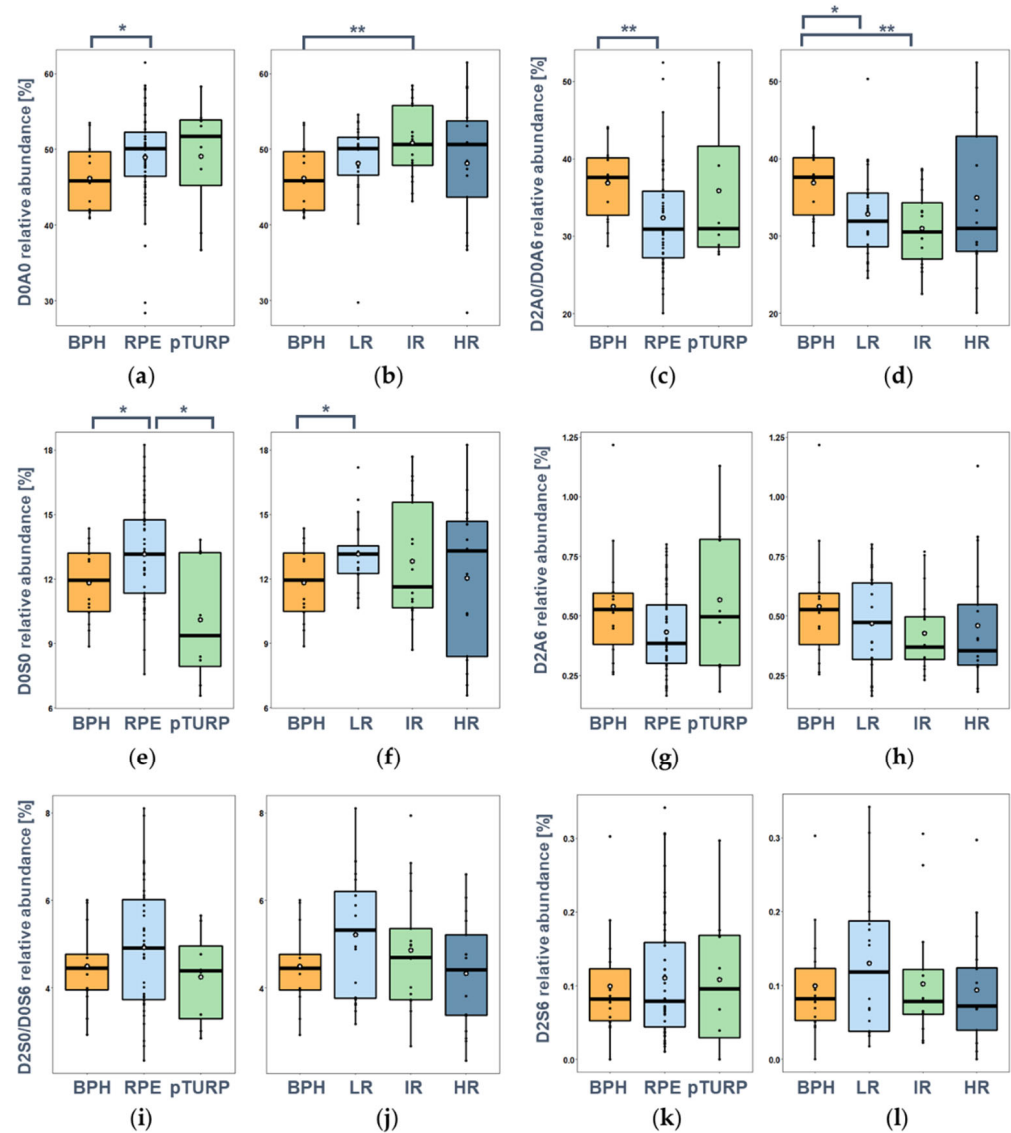 * ** ** * **
D0A0 relative abundance [%]
60
50
40
30
BPH RPE pTURP
(a)
60
50
40
30
BPH LR IR HR
(b)
D2A0/D0A6 relative abundance [%]
50
40
30
20
BPH RPE pTURP
(c)
50
40
30
20
BPH LR IR HR
(d)
* * *
D0S0 relative abundance [%]
18
15
12
9
6
BPH RPE pTURP
(e)
18
15
12
9
6
BPH LR IR HR
(f)
D2A6 relative abundance [%]
1.25
1.00
0.75
0.50
0.25
BPH RPE pTURP
(g)
1.25
1.00
0.75
0.50
0.25
BPH LR IR HR
(h)
D2S0/D0S6 relative abundance [%]
8
6
4
BPH RPE pTURP
(i)
8
6
4
BPH LR IR HR
(j)
D2S6 relative abundance [%]
0.3
0.2
0.1
0.0
BPH RPE pTURP
(k)
0.3
0.2
0.1
0.0
BPH LR IR HR
(l)